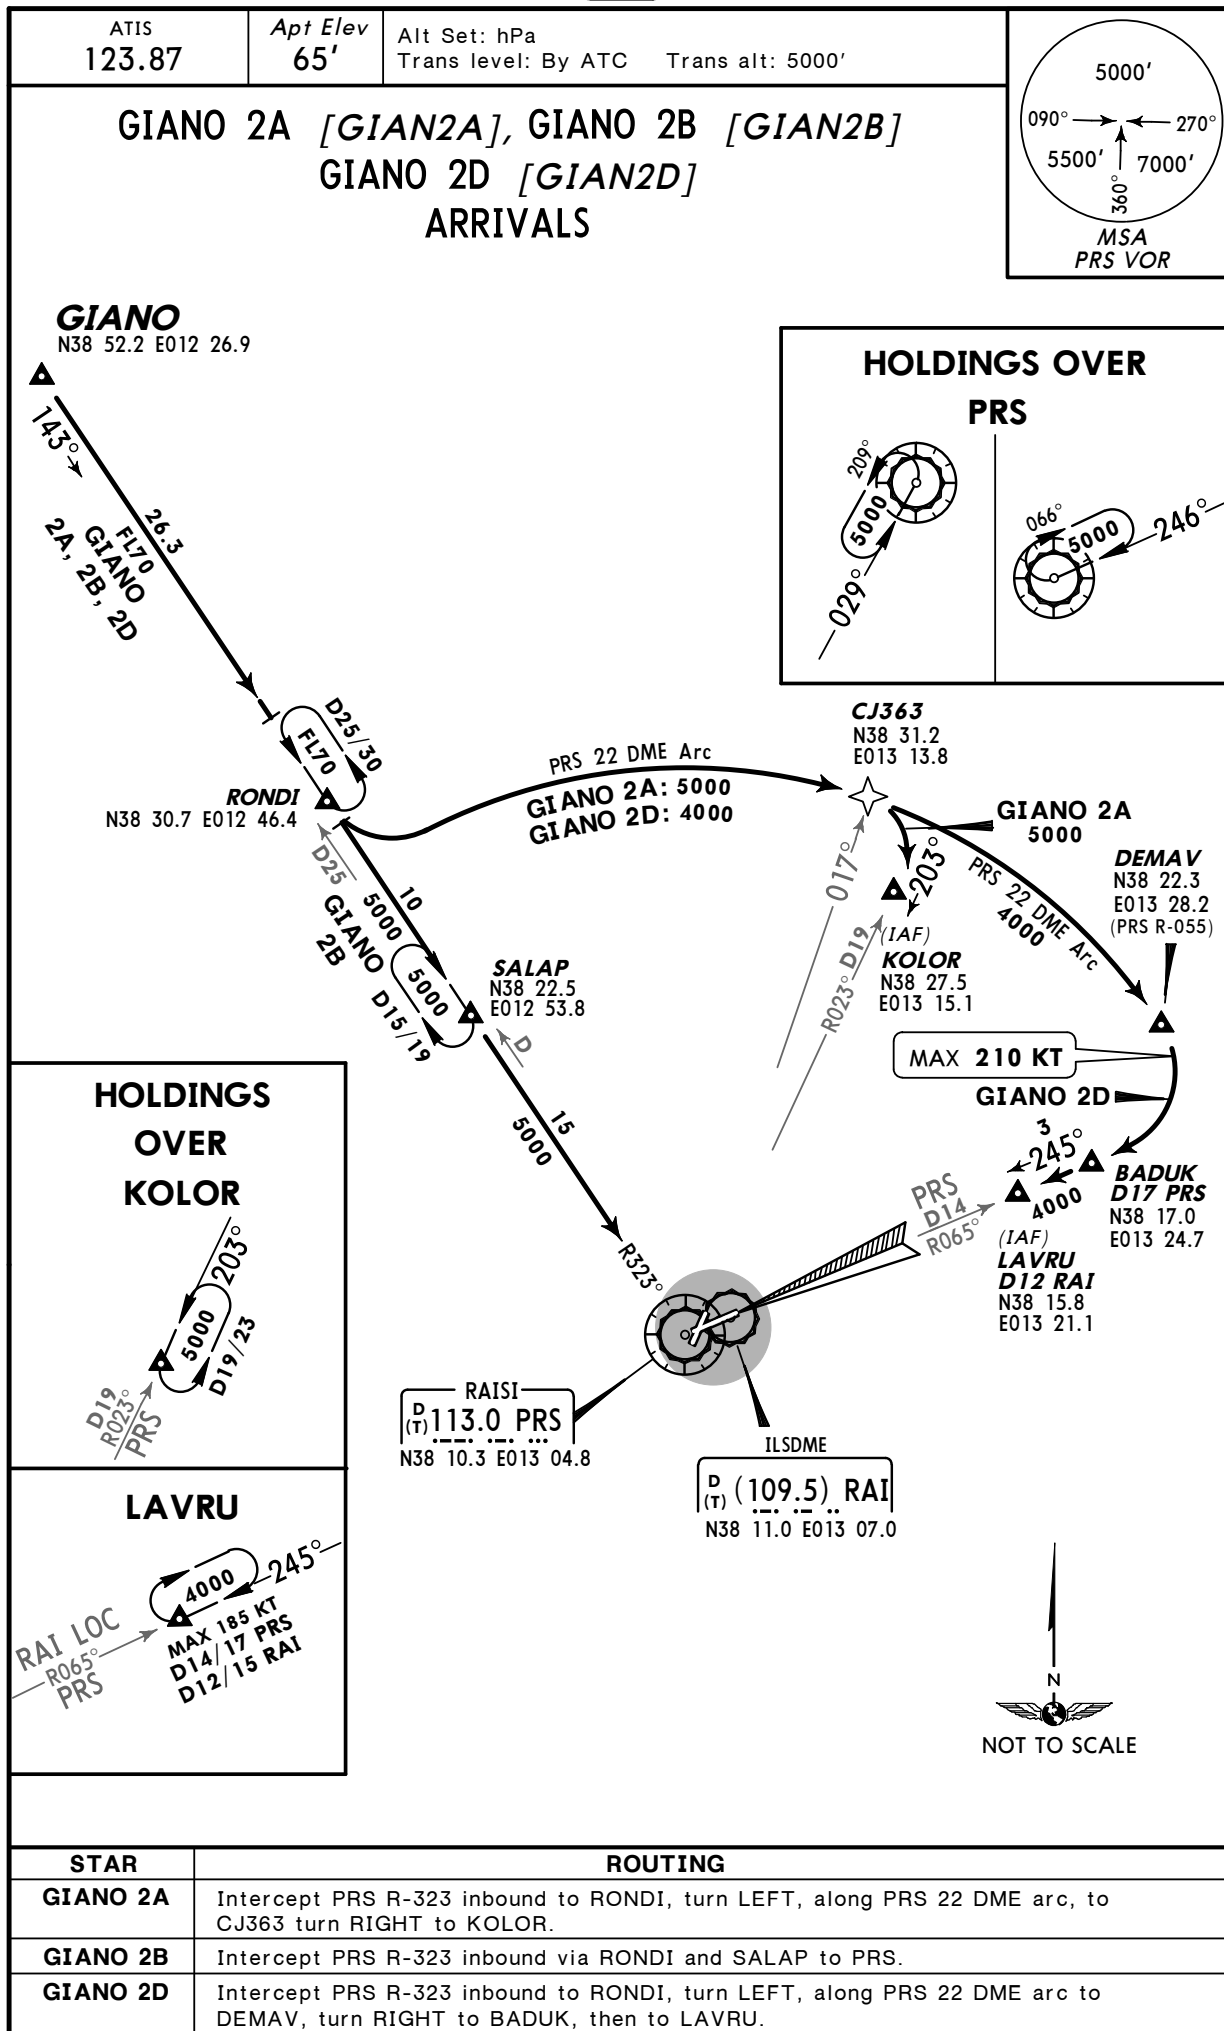 ATIS
123.87
Apt Elev
65'
Alt Set: hPa
Trans level: By ATC Trans alt: 5000'
5000'
090° 270°
5500' 7000'
360°
MSA
PRS VOR
GIANO 2A [GIAN2A], GIANO 2B [GIAN2B]
GIANO 2D [GIAN2D]
ARRIVALS
GIANO
N38 52.2 E012 26.9
143°
26.3
FL70
GIANO
2A, 2B, 2D
HOLDINGS OVER
PRS
209°
5000
029°
066°
5000
246°
D25/30
FL70
RONDI
N38 30.7 E012 46.4
D25
PRS 22 DME Arc
GIANO 2A: 5000
GIANO 2D: 4000
CJ363
N38 31.2
E013 13.8
GIANO 2A
5000
017°
203°
PRS 22 DME Arc
4000
DEMAV
N38 22.3
E013 28.2
(PRS R-055)
R023° D19
(IAF)
KOLOR
N38 27.5
E013 15.1
10
5000
GIANO
2B
5000
D15/19
SALAP
N38 22.5
E012 53.8
D
15
5000
R323°
MAX 210 KT
GIANO 2D
3
245°
4000
BADUK
D17 PRS
N38 17.0
E013 24.7
PRS
D14
R065°
(IAF)
LAVRU
D12 RAI
N38 15.8
E013 21.1
HOLDINGS
OVER
KOLOR
203°
5000
D19/23
D19
R023°
PRS
RAISI
D
(T) 113.0 PRS
N38 10.3 E013 04.8
ILSDME
D
(T) (109.5) RAI
N38 11.0 E013 07.0
LAVRU
245°
4000
MAX 185 KT
D14/17 PRS
D12/15 RAI
RAI LOC
R065°
PRS
N
NOT TO SCALE
STAR ROUTING
GIANO 2A Intercept PRS R-323 inbound to RONDI, turn LEFT, along PRS 22 DME arc, to
CJ363 turn RIGHT to KOLOR.
GIANO 2B Intercept PRS R-323 inbound via RONDI and SALAP to PRS.
GIANO 2D Intercept PRS R-323 inbound to RONDI, turn LEFT, along PRS 22 DME arc to
DEMAV, turn RIGHT to BADUK, then to LAVRU.